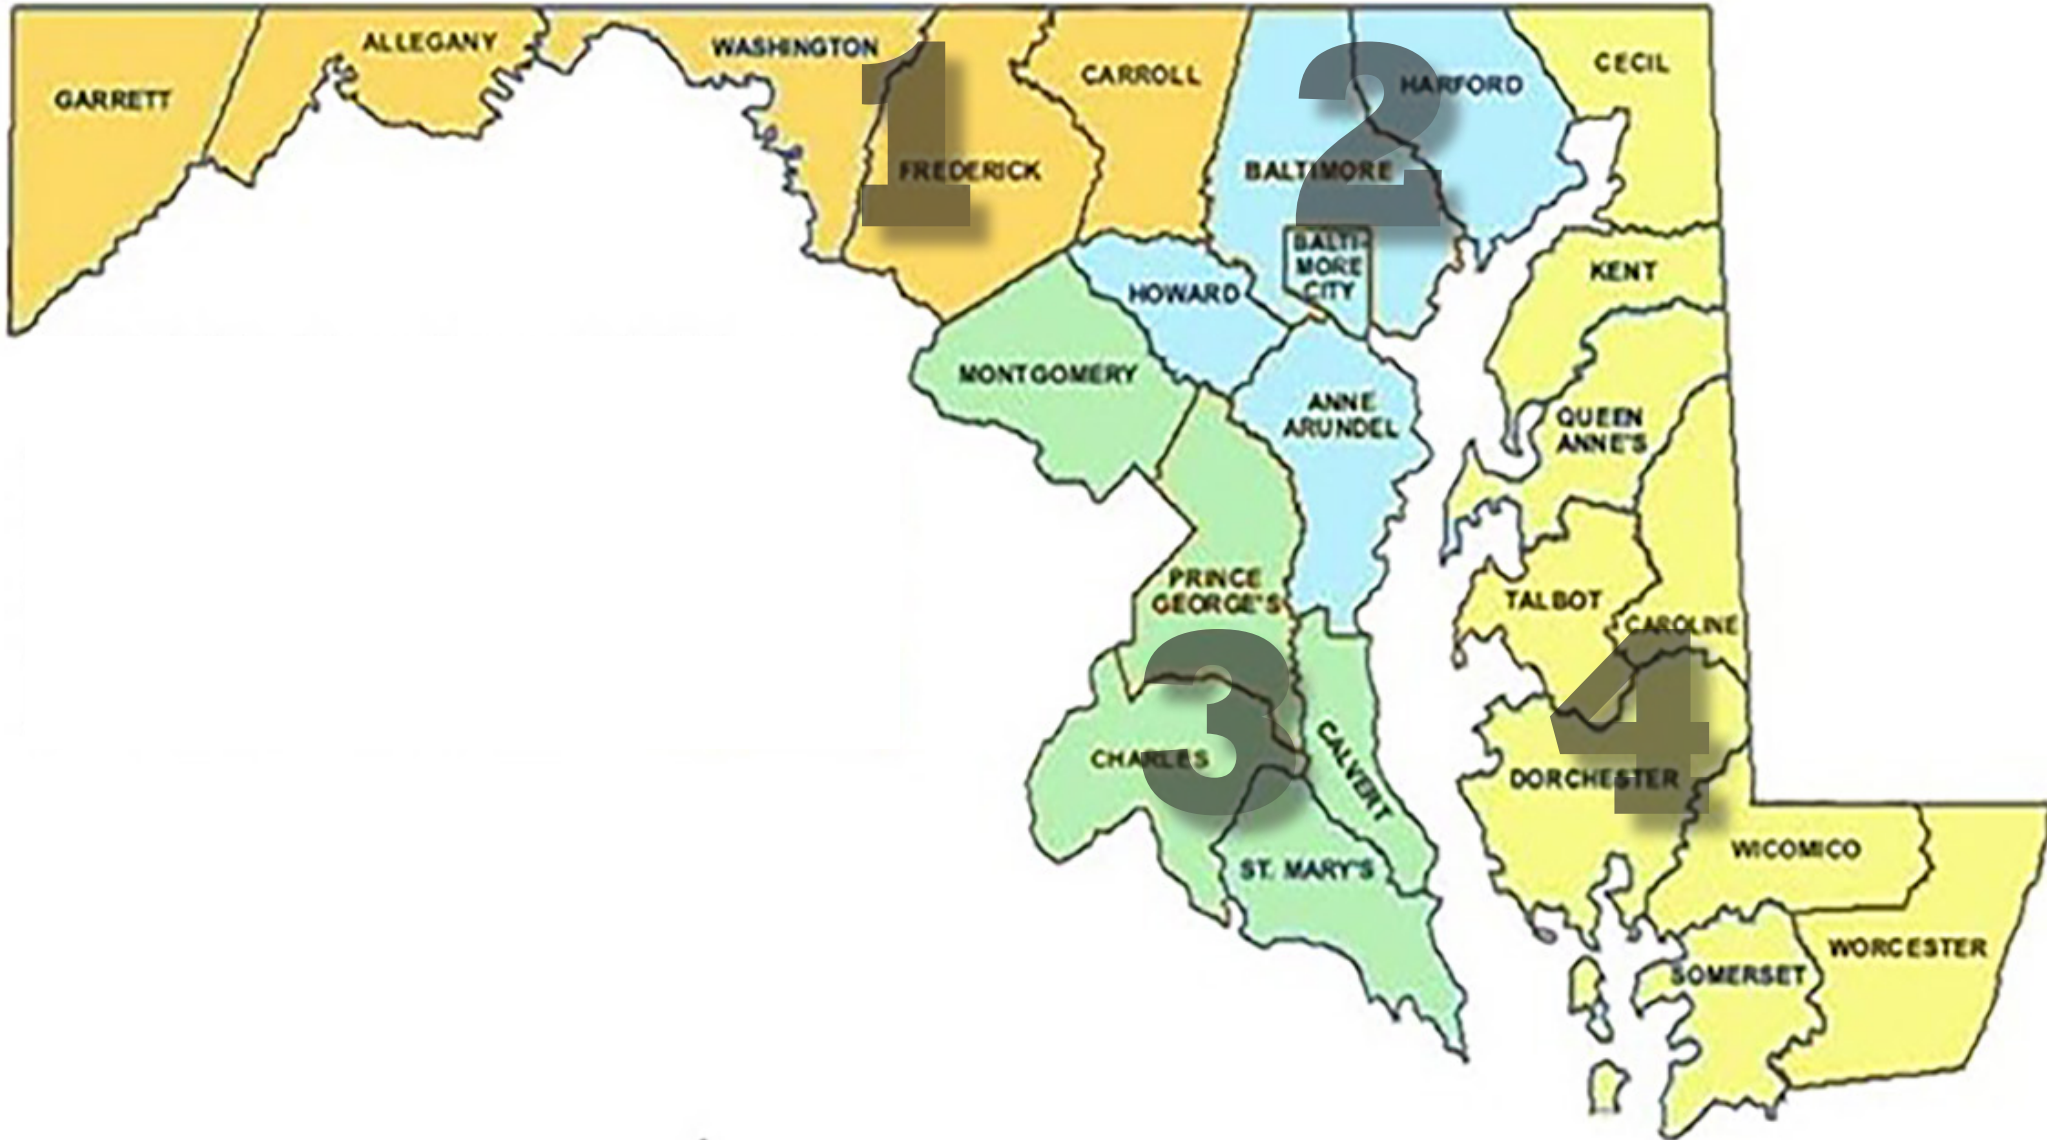 GARRETT
ALLEGANY
WASHINGTON
1
FREDERICK
CARROLL
2
BALTIMORE
HARFORD
CECIL
BALTI-
MORE
CITY
HOWARD
KENT
MONTGOMERY
ANNE
ARUNDEL
QUEEN
ANNE'S
PRINCE
GEORGE'S
TALBOT
CAROLINE
3
4
CHARLES
CALVERT
DORCHESTER
ST. MARY'S
WICOMICO
WORCESTER
SOMERSET